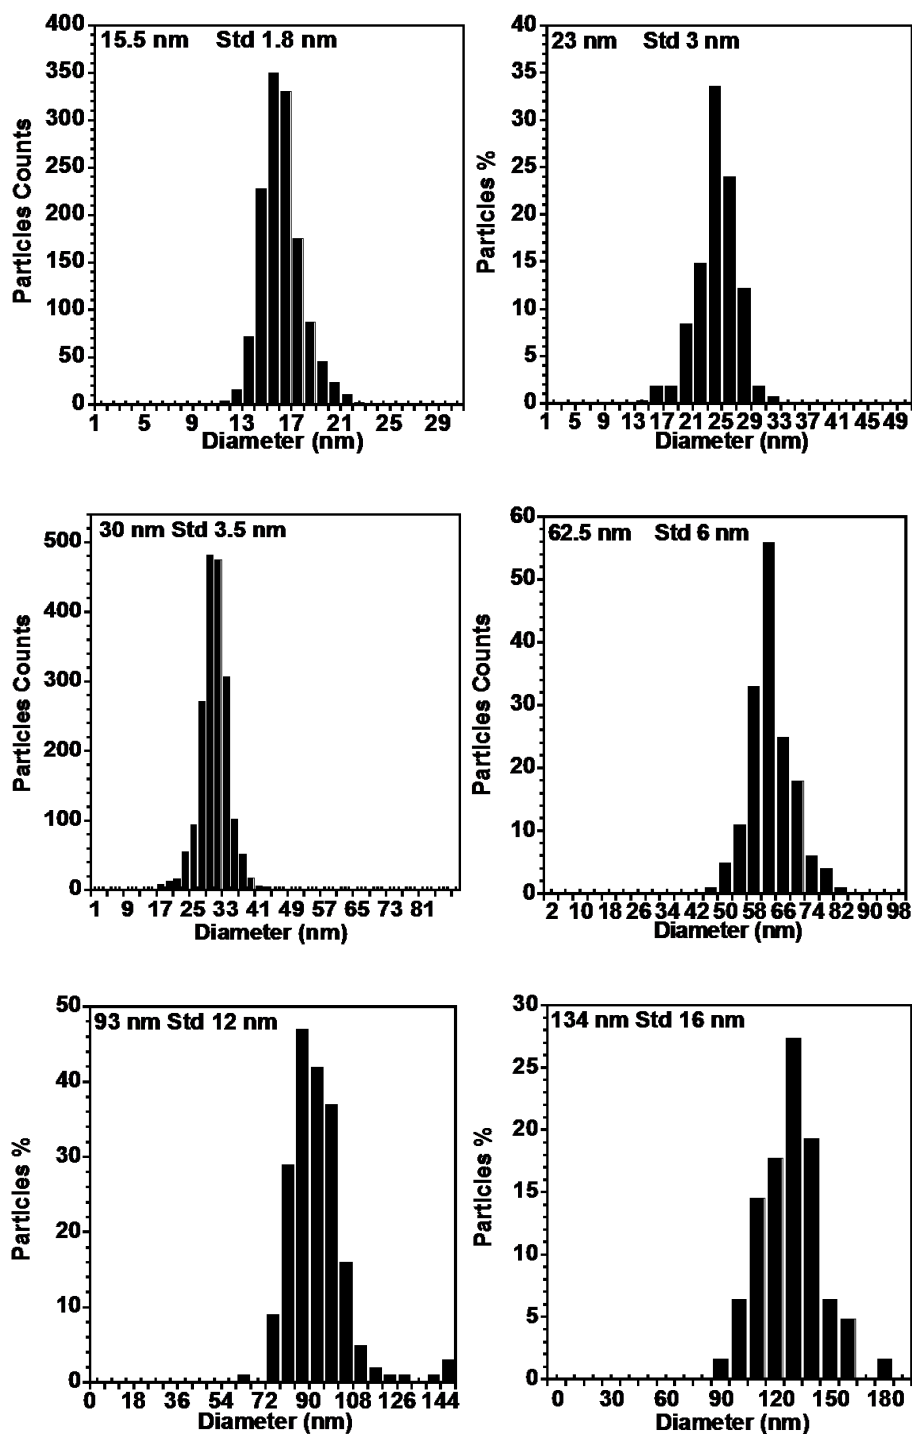 15.5 nm Std 1.8 nm
400
350
300
250
200
150
100
50
0
Particles Counts
1 5 9 13 17 21 25 29
Diameter (nm)
23 nm Std 3 nm
40
35
30
25
20
15
10
5
0
Particles %
1 5 9 13 17 21 25 29 33 37 41 45 49
Diameter (nm)
30 nm Std 3.5 nm
500
400
300
200
100
0
Particles Counts
1 9 17 25 33 41 49 57 65 73 81
Diameter (nm)
62.5 nm Std 6 nm
60
50
40
30
20
10
0
Particles Counts
2 10 18 26 34 42 50 58 66 74 82 90 98
Diameter (nm)
93 nm Std 12 nm
50
40
30
20
10
0
Particles %
0 18 36 54 72 90 108 126 144
Diameter (nm)
134 nm Std 16 nm
30
25
20
15
10
5
0
Particles %
0 30 60 90 120 150 180
Diameter (nm)